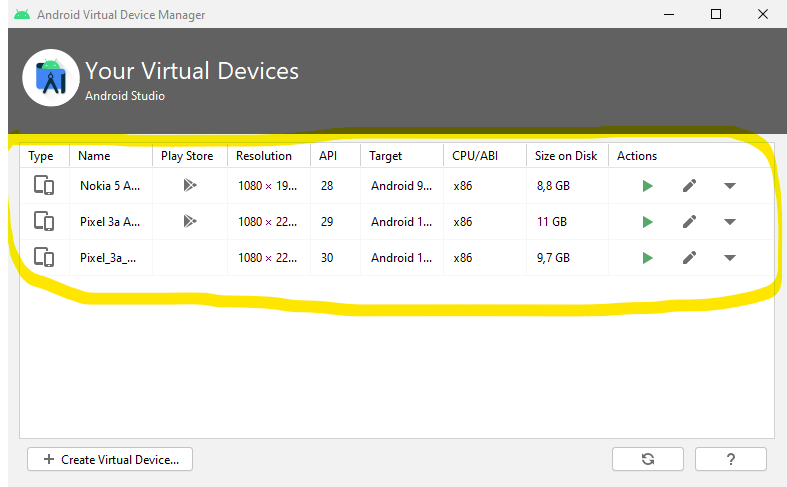 Android Virtual Device Manager
Your Virtual Devices
Android Studio
Type Name Play Store Resolution API Target CPU/ABI Size on Disk Actions
Nokia 5 A... 1080 × 19... 28 Android 9... x86 8,8 GB
Pixel 3a A... 1080 × 22... 29 Android 1... x86 11 GB
Pixel_3a_... 1080 × 22... 30 Android 1... x86 9,7 GB
+ Create Virtual Device...
?